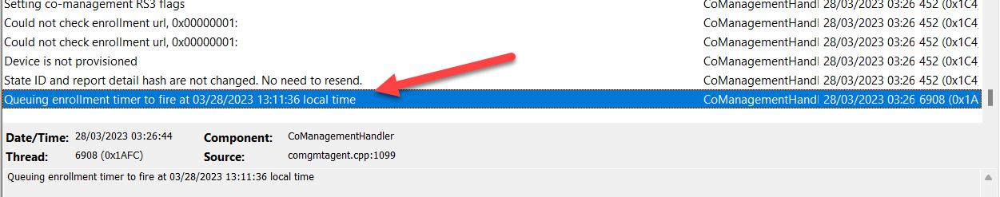 Setting co-management RS3 flags CoManagementHandl 28/03/2023 03:26 452 (0x1C4
Could not check enrollment url, 0x00000001: CoManagementHandl 28/03/2023 03:26 452 (0x1C4
Could not check enrollment url, 0x00000001: CoManagementHandl 28/03/2023 03:26 452 (0x1C4
Device is not provisioned CoManagementHandl 28/03/2023 03:26 452 (0x1C4
State ID and report detail hash are not changed. No need to resend. CoManagementHandl 28/03/2023 03:26 452 (0x1C4
Queuing enrollment timer to fire at 03/28/2023 13:11:36 local time CoManagementHandl 28/03/2023 03:26 6908 (0x1A
Date/Time: 28/03/2023 03:26:44 Component: CoManagementHandler
Thread: 6908 (0x1AFC) Source: comgmtagent.cpp:1099
Queuing enrollment timer to fire at 03/28/2023 13:11:36 local time